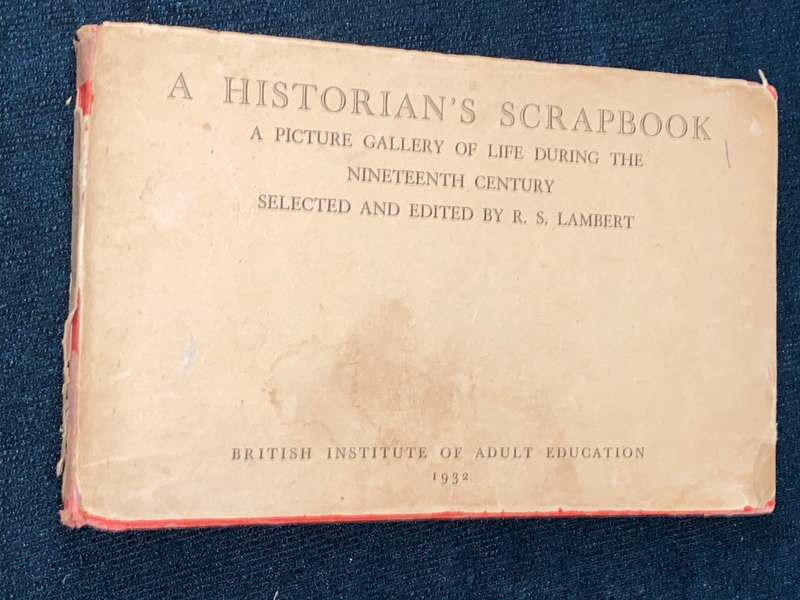 A HISTORIAN'S SCRAPBOOK
A PICTURE GALLERY OF LIFE DURING THE
NINETEENTH CENTURY
SELECTED AND EDITED BY R. S. LAMBERT
BRITISH INSTITUTE OF ADULT EDUCATION
1932